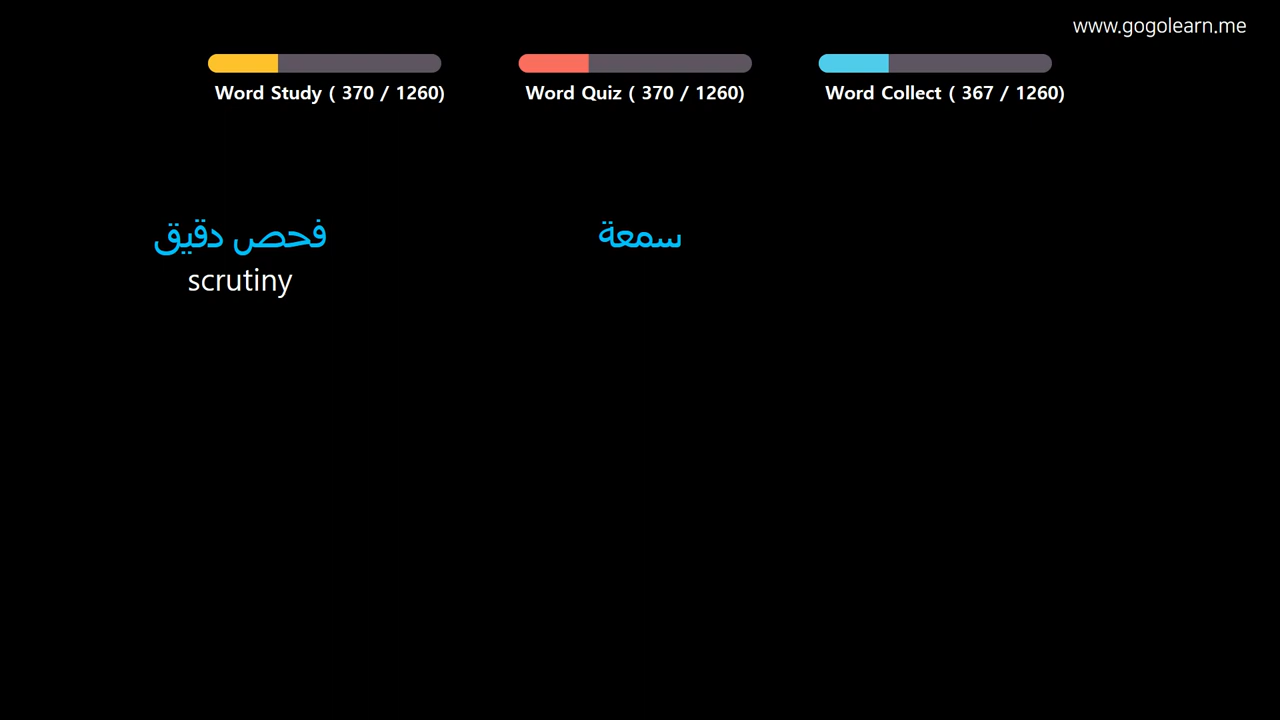 www.gogolearn.me
Word Study ( 370 / 1260)
Word Quiz ( 370 / 1260)
Word Collect ( 367 / 1260)
فحص دقيق
scrutiny
سمعة